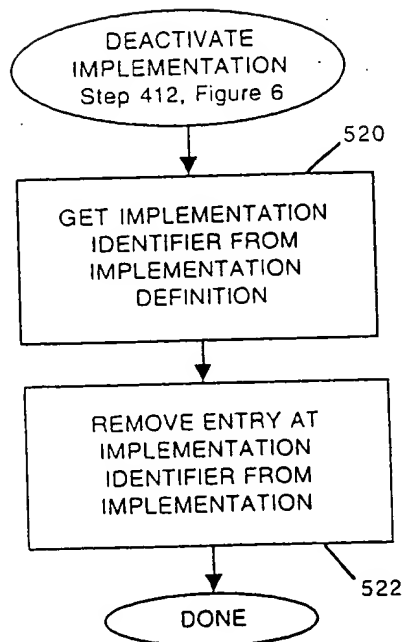 DEACTIVATE
IMPLEMENTATION
Step 412, Figure 6
520
GET IMPLEMENTATION
IDENTIFIER FROM
IMPLEMENTATION
DEFINITION
REMOVE ENTRY AT
IMPLEMENTATION
IDENTIFIER FROM
IMPLEMENTATION
522
DONE